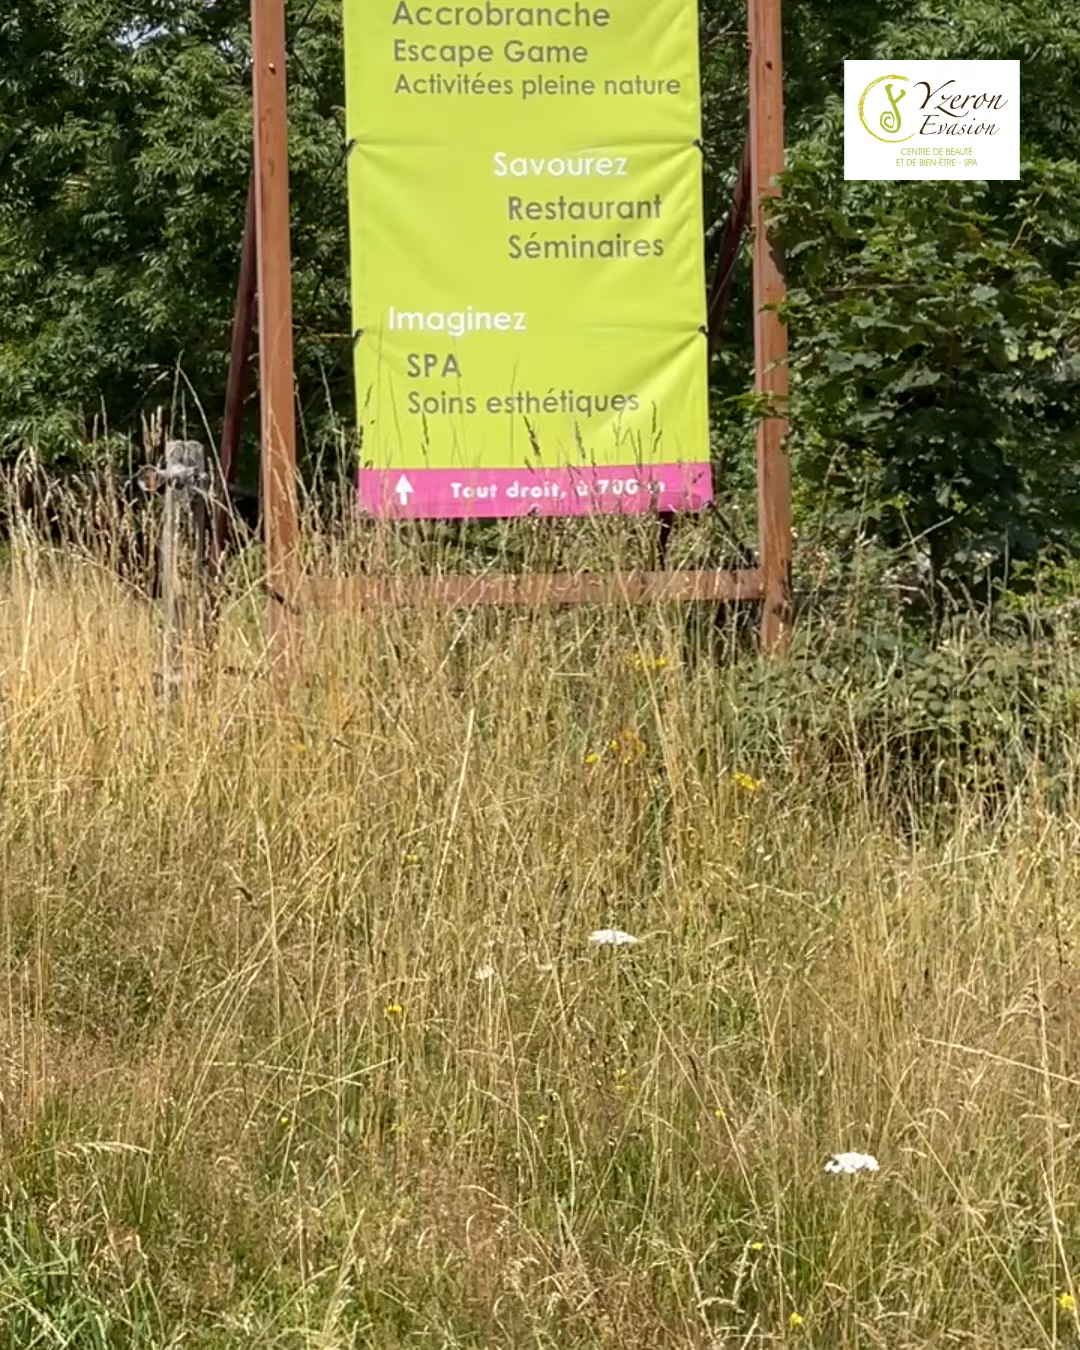 Accrobranche
Escape Game
Activitées pleine nature
Savourez
Restaurant
Séminaires
Imaginez
SPA
Soins esthétiques
Tout droit, à 700 m
Yzeron
Evasion
CENTRE DE BEAUTÉ
ET DE BIEN-ÊTRE - SPA